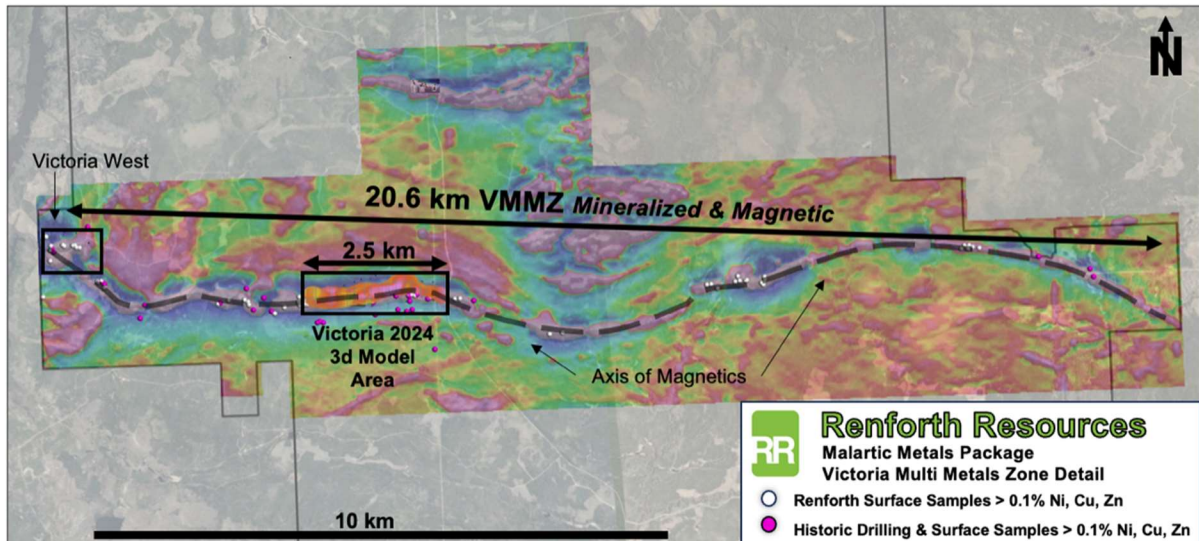 N
Victoria West
20.6 km VMMZ Mineralized & Magnetic
2.5 km
Victoria 2024
3d Model
Area
Axis of Magnetics
10 km
RR
Renforth Resources
Malartic Metals Package
Victoria Multi Metals Zone Detail
Renforth Surface Samples > 0.1% Ni, Cu, Zn
Historic Drilling & Surface Samples > 0.1% Ni, Cu, Zn